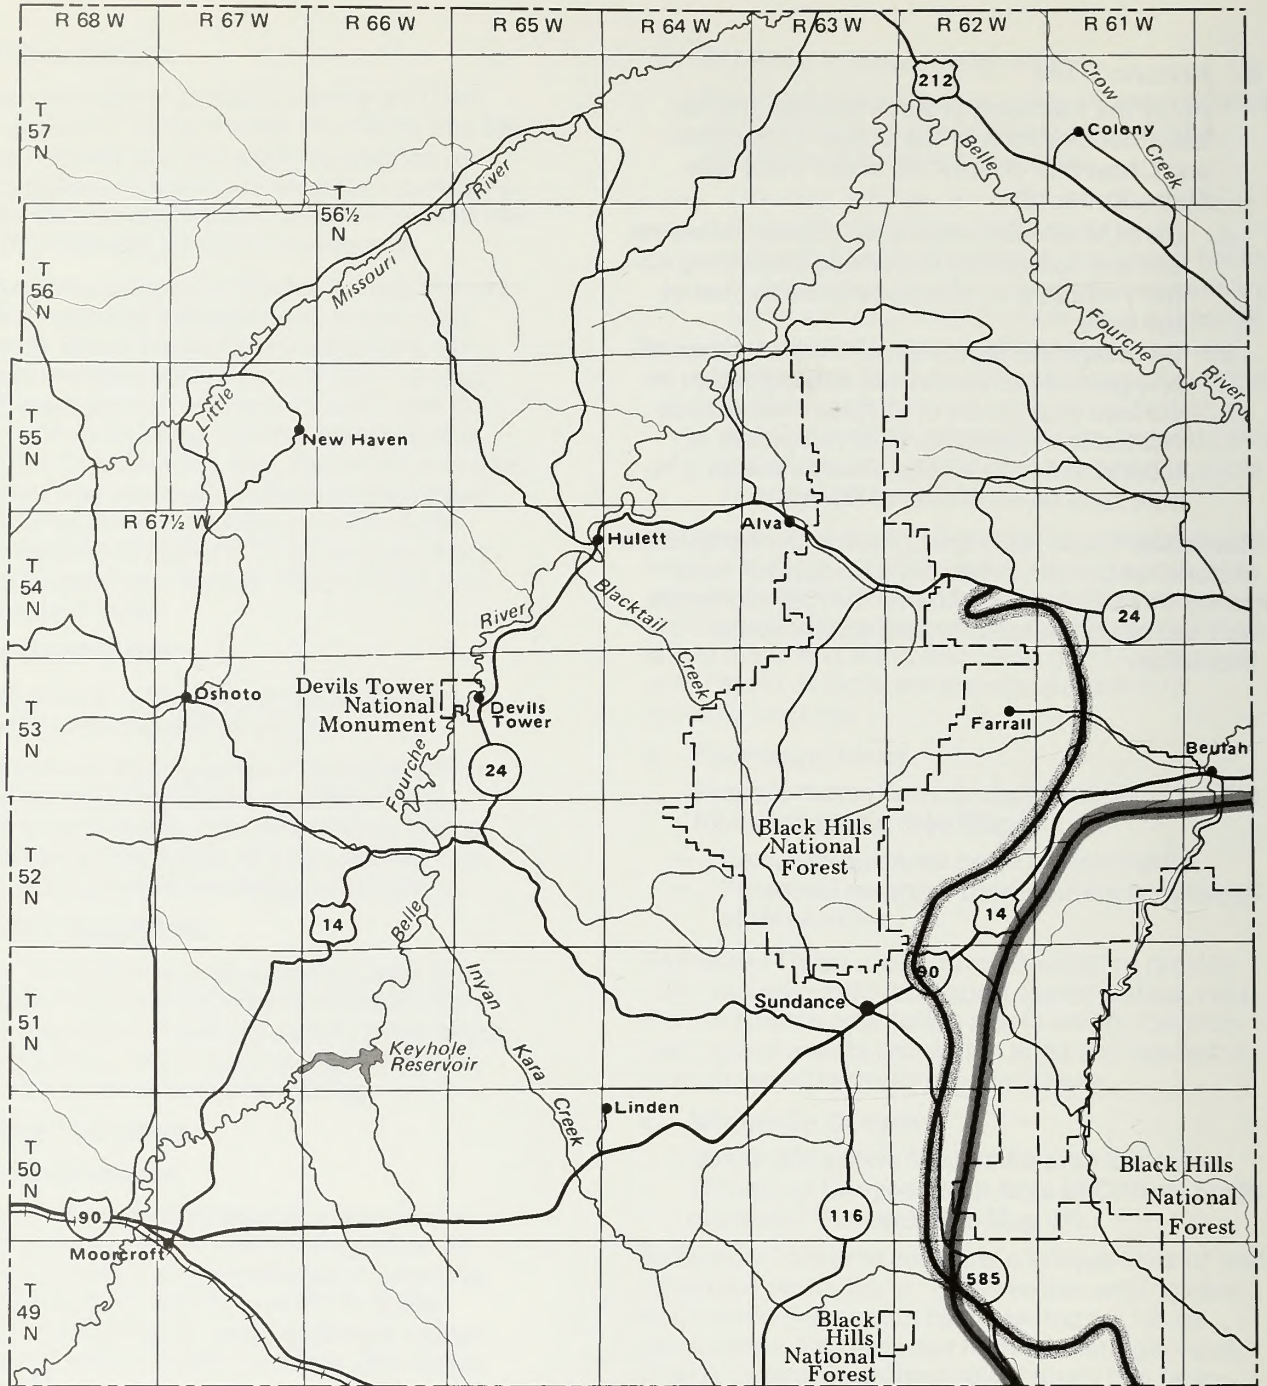 R 68 W
R 67 W
R 66 W
R 65 W
R 64 W
R 63 W
R 62 W
R 61 W
212
Crow
Creek
Colony
T
57
N
Belle
River
T
56½
N
T
56
N
Missouri
Fourche
River
Little
New Haven
T
55
N
R 67½ W
Alva
Hulett
T
54
N
Blacktail
Creek
River
24
Oshoto
Devils Tower
National
Monument
Devils
Tower
Farrall
T
53
N
Beulah
24
Fourche
Black Hills
National
Forest
T
52
N
14
14
Belle
90
Inyan
Kara
Creek
Sundance
T
51
N
Keyhole
Reservoir
Linden
T
50
N
Black Hills
National
Forest
90
116
Moorcroft
585
T
49
N
Black
Hills
National
Forest